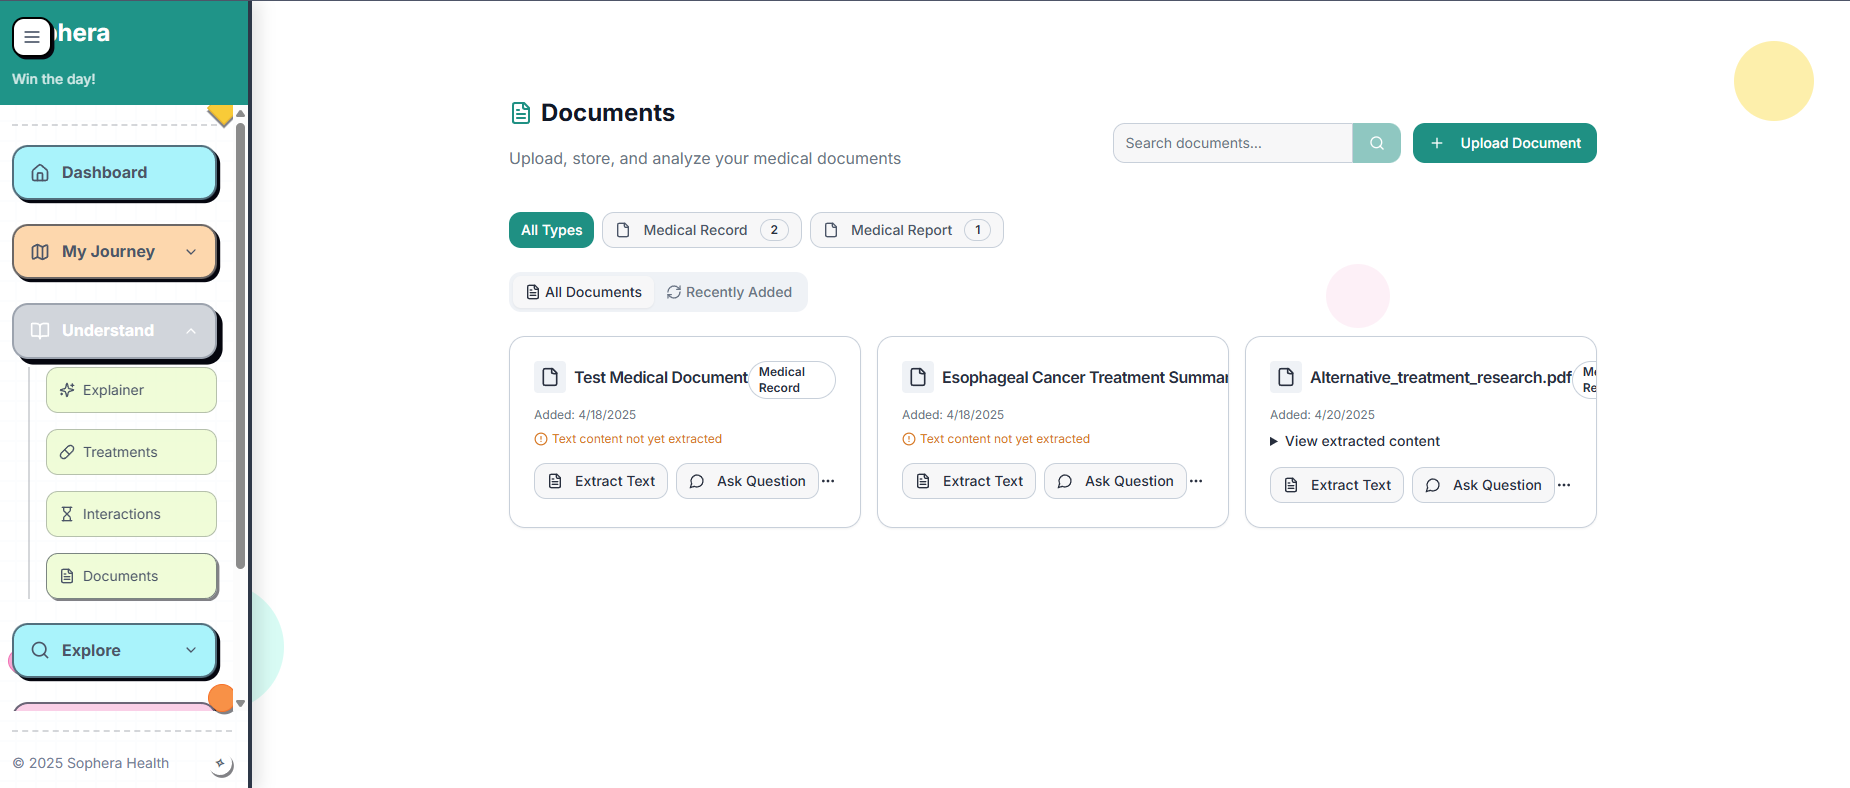 phera
Win the day!
Dashboard
My Journey
Understand
Explainer
Treatments
Interactions
Documents
Explore
© 2025 Sophera Health
Documents
Upload, store, and analyze your medical documents
Search documents...
Upload Document
All Types
Medical Record 2
Medical Report 1
All Documents
Recently Added
Test Medical Document
Medical
Record
Added: 4/18/2025
Text content not yet extracted
Extract Text
Ask Question
Esophageal Cancer Treatment Summar
Added: 4/18/2025
Text content not yet extracted
Extract Text
Ask Question
Alternative_treatment_research.pdf
Me
Re
Added: 4/20/2025
View extracted content
Extract Text
Ask Question